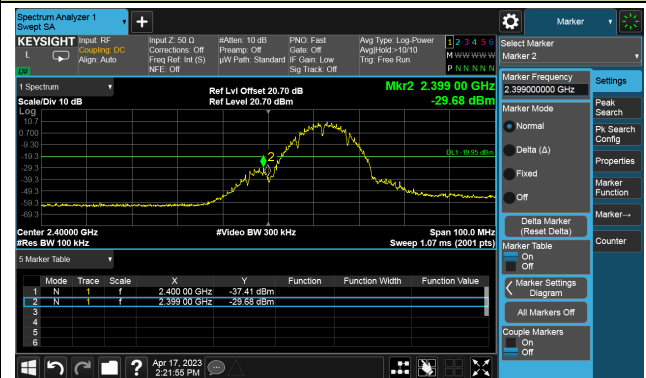 Spectrum Analyzer 1
Swept SA
Marker
KEYSIGHT
L
LXI
Input: RF
Coupling: DC
Align: Auto
Input Z: 50 Ω
Corrections: Off
Freq Ref: Int (S)
NFE: Off
#Atten: 10 dB
Preamp: Off
µW Path: Standard
PNO: Fast
Gate: Off
IF Gain: Low
Sig Track: Off
Avg Type: Log-Power
Avg|Hold:>10/10
Trig: Free Run
1 2 3 4 5 6
M W W W W W
P N N N N N
1 Spectrum
Scale/Div 10 dB
Ref Lvl Offset 20.70 dB
Ref Level 20.70 dBm
Mkr2 2.399 00 GHz
-29.68 dBm
Log
10.7
0.700
-9.30
-19.3
-29.3
-39.3
-49.3
-59.3
-69.3
2
DL1 -19.95 dBm
Center 2.40000 GHz
#Video BW 300 kHz
Span 100.0 MHz
#Res BW 100 kHz
Sweep 1.07 ms (2001 pts)
5 Marker Table
Mode Trace Scale X Y Function Function Width Function Value
1 N 1 f 2.400 00 GHz -37.41 dBm
2 N 1 f 2.399 00 GHz -29.68 dBm
3
4
5
6
Select Marker
Marker 2
Marker Frequency
2.399000000 GHz
Marker Mode
Normal
Delta (Δ)
Fixed
Off
Delta Marker
(Reset Delta)
Marker Table
On
Off
Marker Settings
Diagram
All Markers Off
Couple Markers
On
Off
Settings
Peak
Search
Pk Search
Config
Properties
Marker
Function
Marker→
Counter
?
Apr 17, 2023
2:21:55 PM